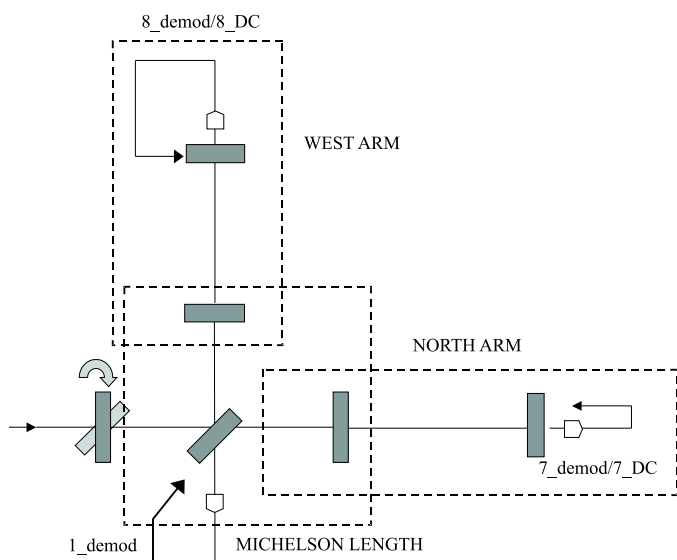 8_demod/8_DC
WEST ARM
NORTH ARM
7_demod/7_DC
1_demod
MICHELSON LENGTH